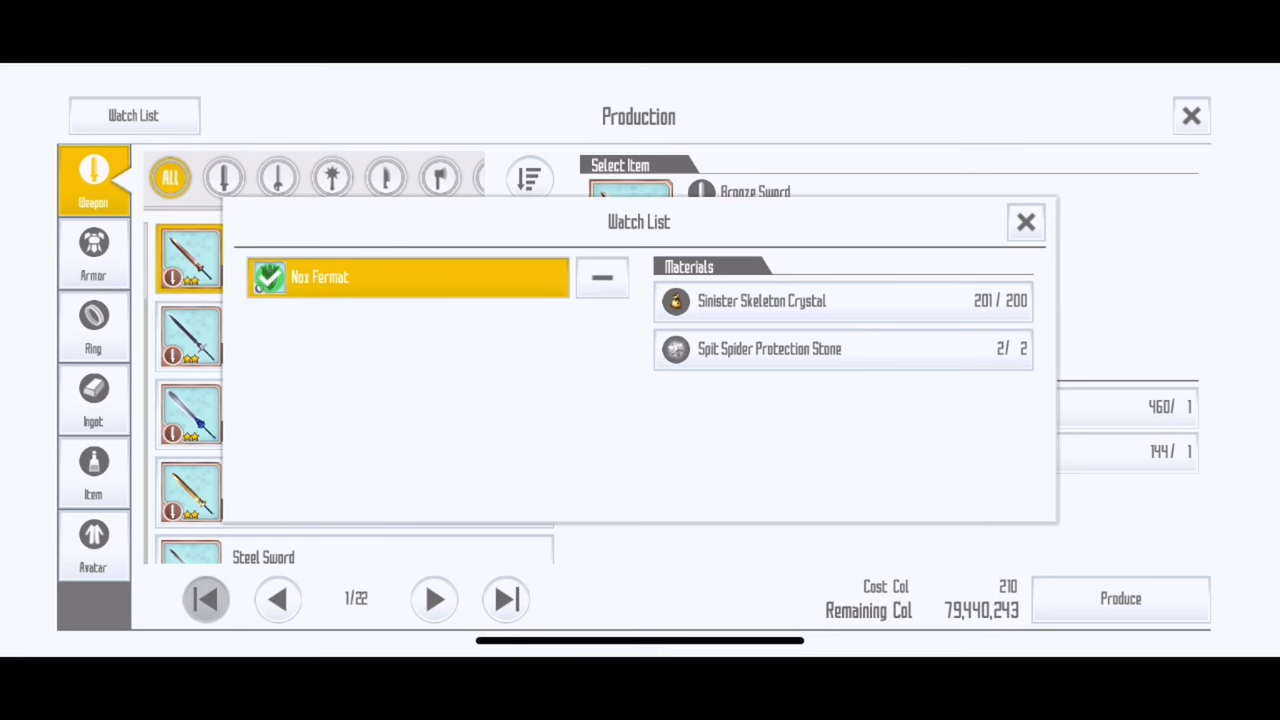 Watch List
Production
Weapon
Armor
Ring
Ingot
Item
Avatar
ALL
Select Item
Bronze Sword
Watch List
Nox Fermat
Materials
Sinister Skeleton Crystal 201/ 200
Spit Spider Protection Stone 2/ 2
460/ 1
144/ 1
Steel Sword
1/22
Cost Col 210
Remaining Col 79,440,243
Produce